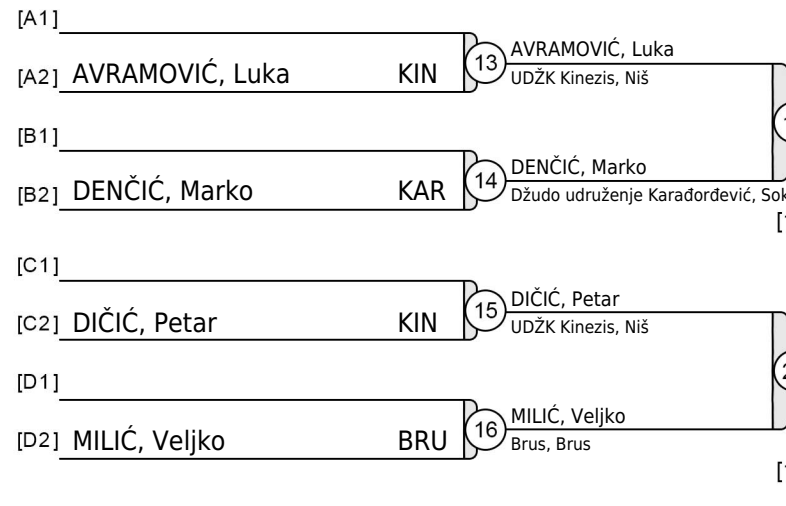 [A1]
[A2] AVRAMOVIĆ, Luka KIN
13
AVRAMOVIĆ, Luka
UDŽK Kinezis, Niš
[B1]
[B2] DENČIĆ, Marko KAR
14
DENČIĆ, Marko
Džudo udruženje Karađorđević, Sok
[C1]
[C2] DIČIĆ, Petar KIN
15
DIČIĆ, Petar
UDŽK Kinezis, Niš
[D1]
[D2] MILIĆ, Veljko BRU
16
MILIĆ, Veljko
Brus, Brus